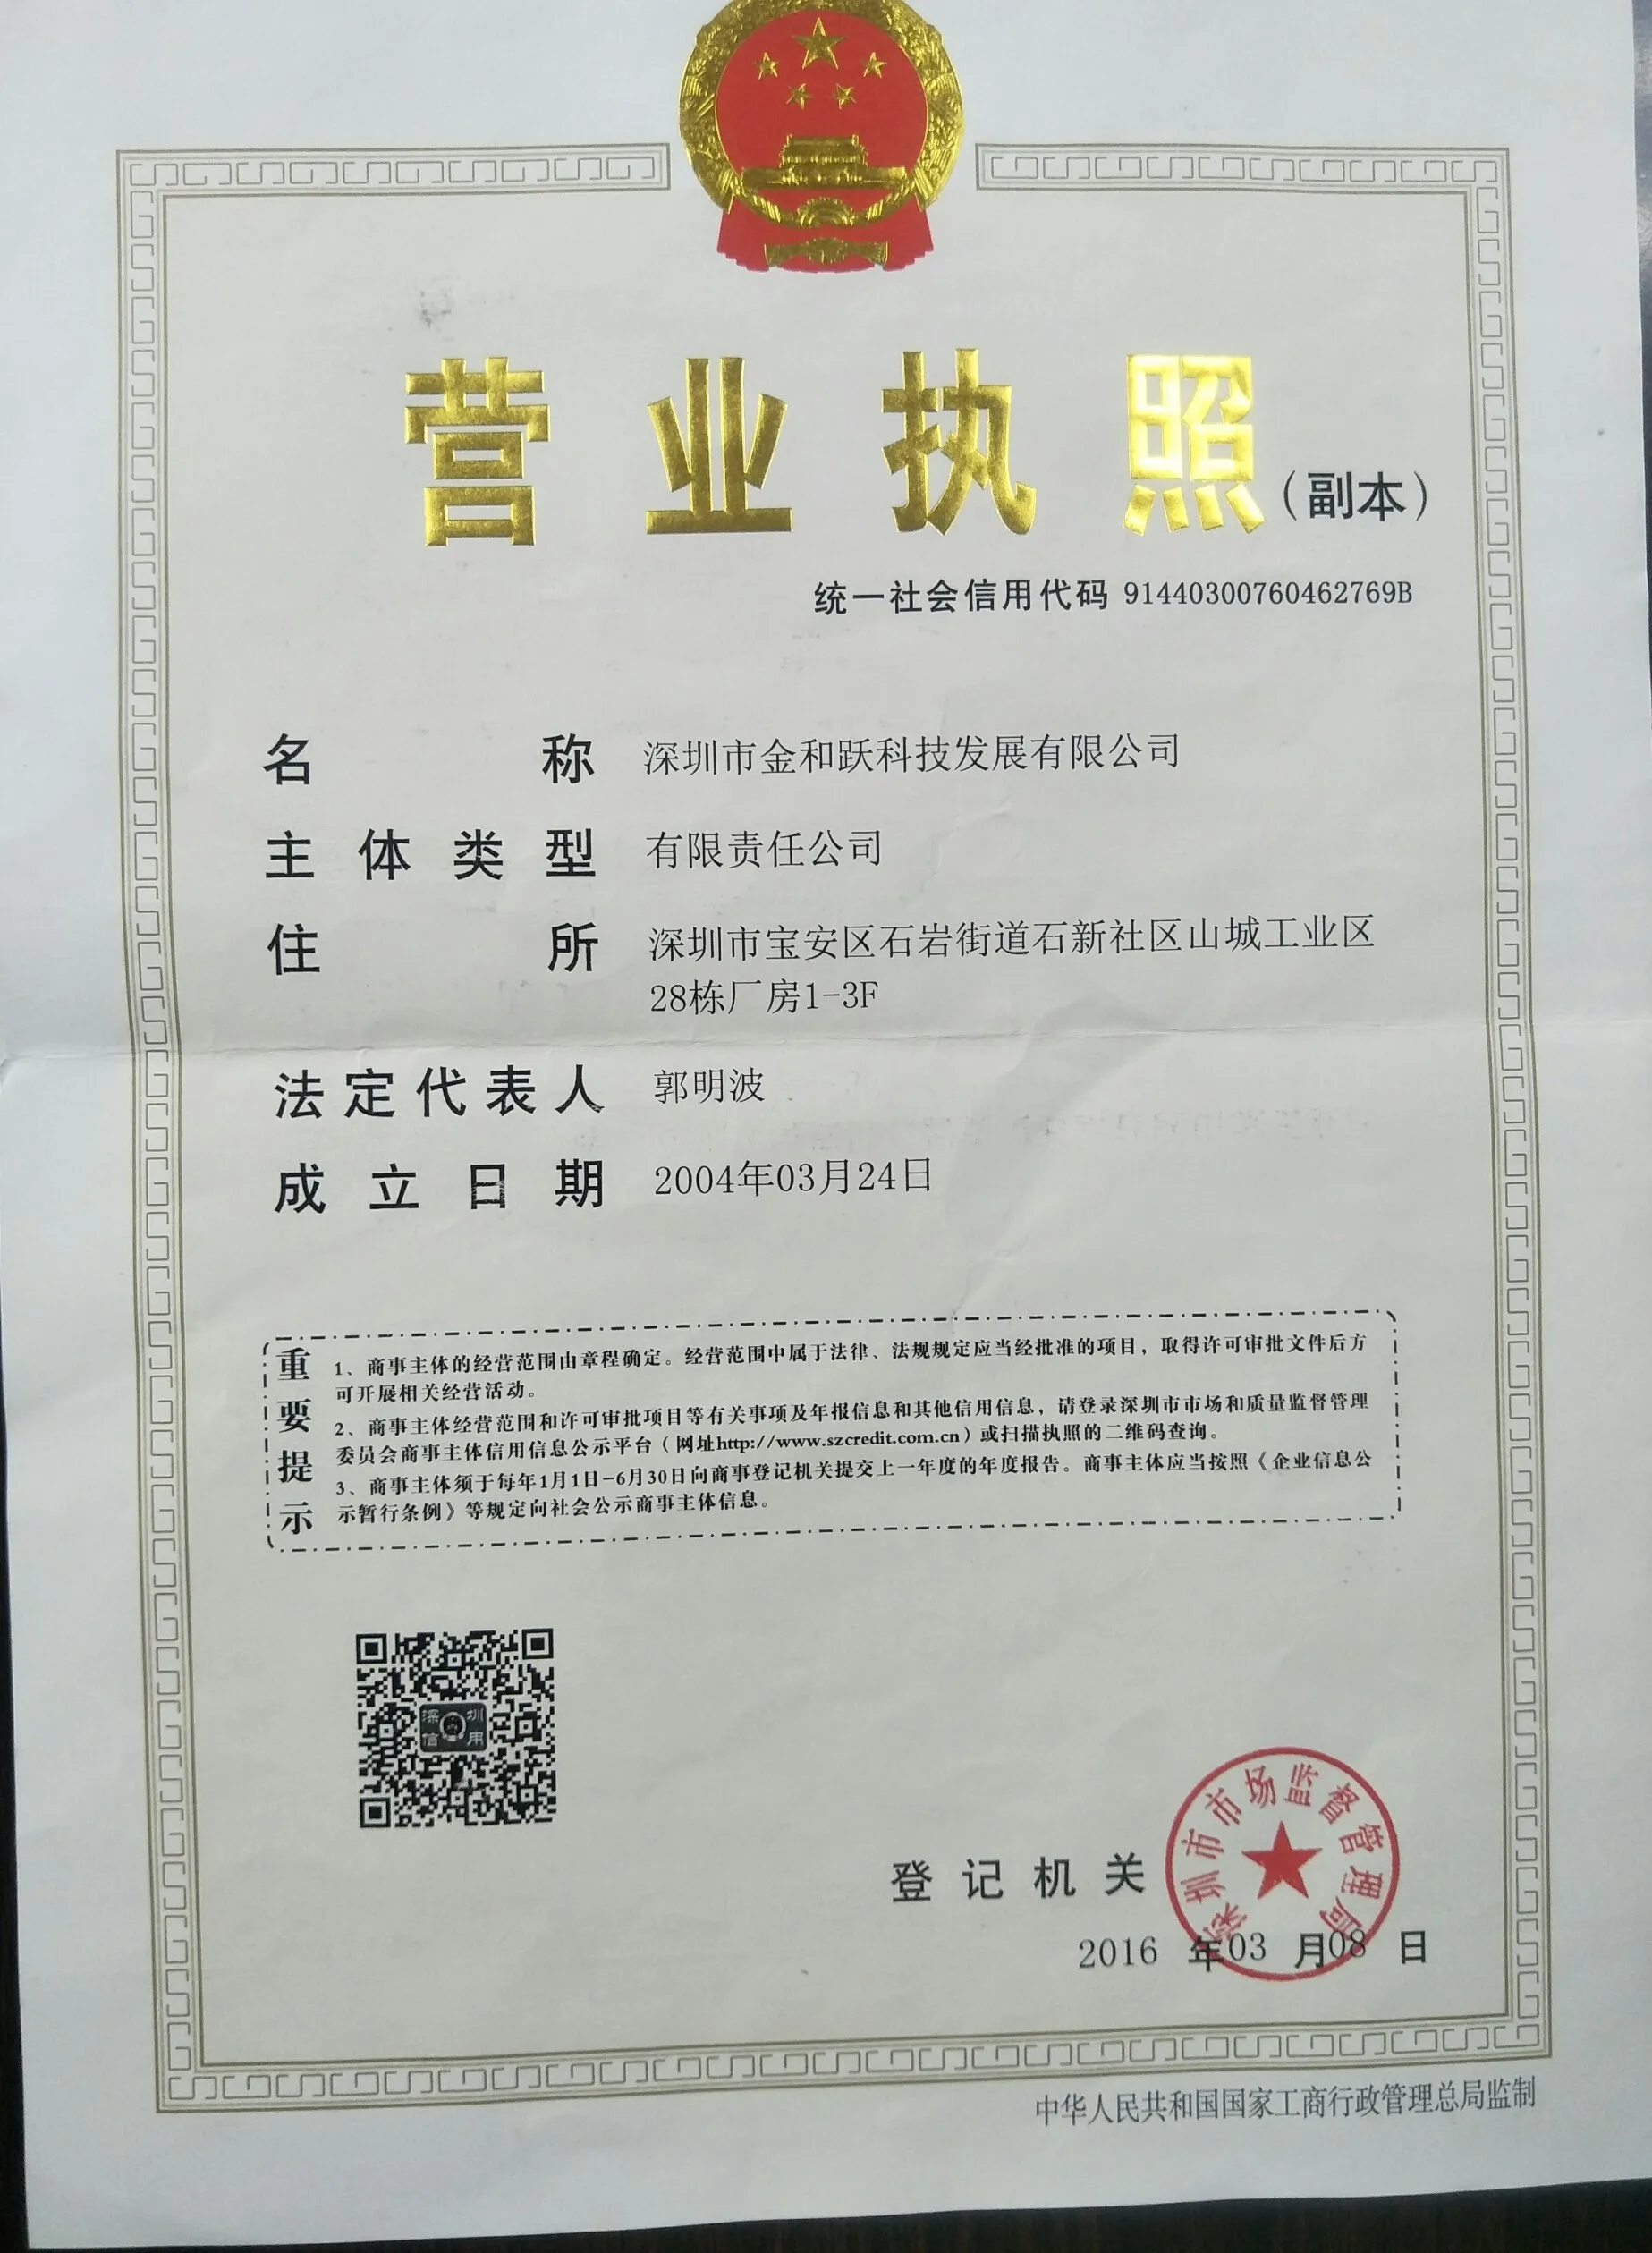 营业执照（副本）
统一社会信用代码 91440300760462769B
名称 深圳市金和跃科技发展有限公司
主体类型 有限责任公司
住所 深圳市宝安区石岩街道石新社区山城工业区
28栋厂房1-3F
法定代表人 郭明波
成立日期 2004年03月24日
重要提示
1、商事主体的经营范围由章程确定。经营范围中属于法律、法规规定应当经批准的项目，取得许可审批文件后方
可开展相关经营活动。
2、商事主体经营范围和许可审批项目等有关事项及年报信息和其他信用信息，请登录深圳市市场和质量监督管理
委员会商事主体信用信息公示平台（网址http://www.szcredit.com.cn）或扫描执照的二维码查询。
3、商事主体须于每年1月1日-6月30日向商事登记机关提交上一年度的年度报告。商事主体应当按照《企业信息公
示暂行条例》等规定向社会公示商事主体信息。
深圳
信用
登记机关
深圳市市场监督管理局
2016 年03 月08 日
中华人民共和国国家工商行政管理总局监制